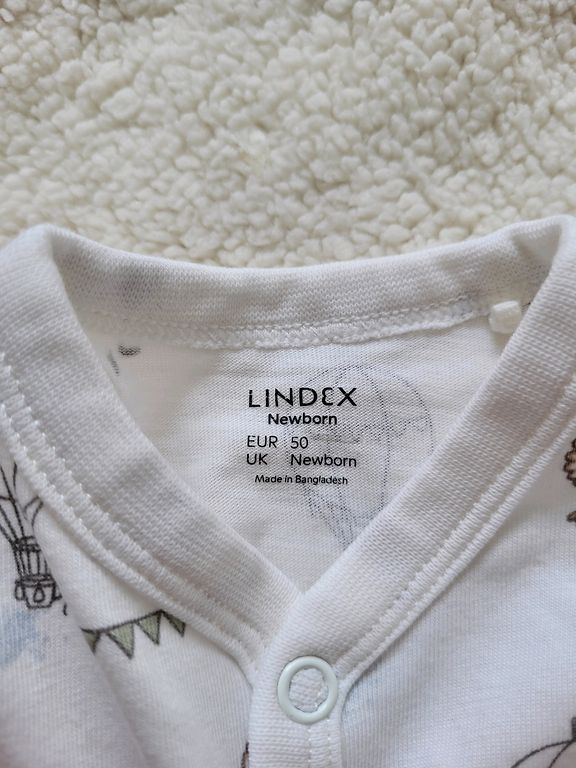 LINDEX
Newborn
EUR 50
UK Newborn
Made in Bangladesh